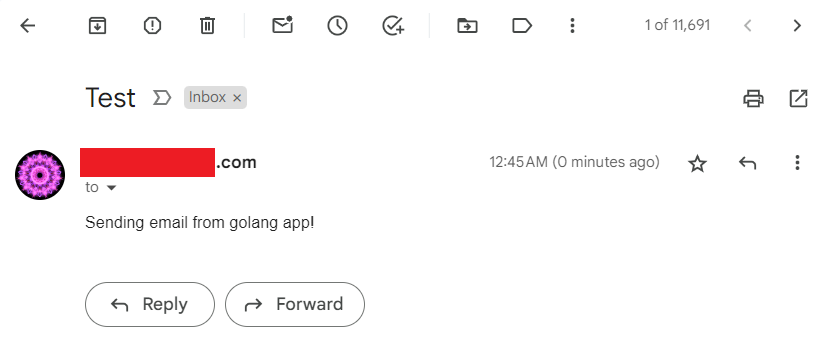 1 of 11,691
Test Inbox ×
.com 12:45 AM (0 minutes ago)
to
Sending email from golang app!
Reply Forward